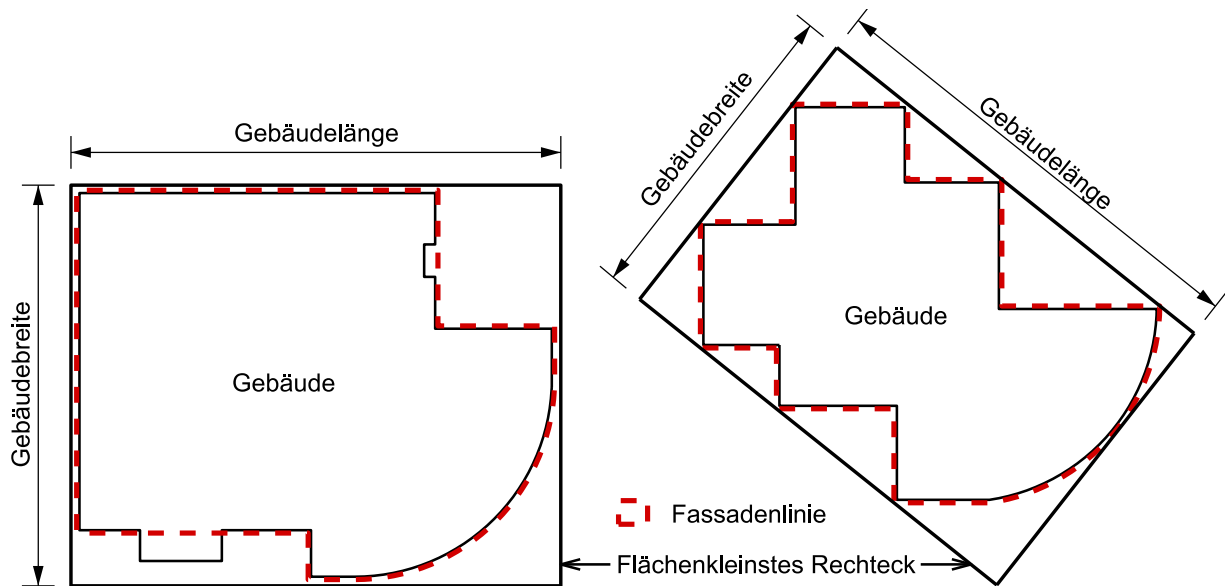 Gebäudelänge
Gebäudebreite
Gebäude
Gebäudebreite
Gebäudelänge
Gebäude
Fassadenlinie
Flächenkleinstes Rechteck